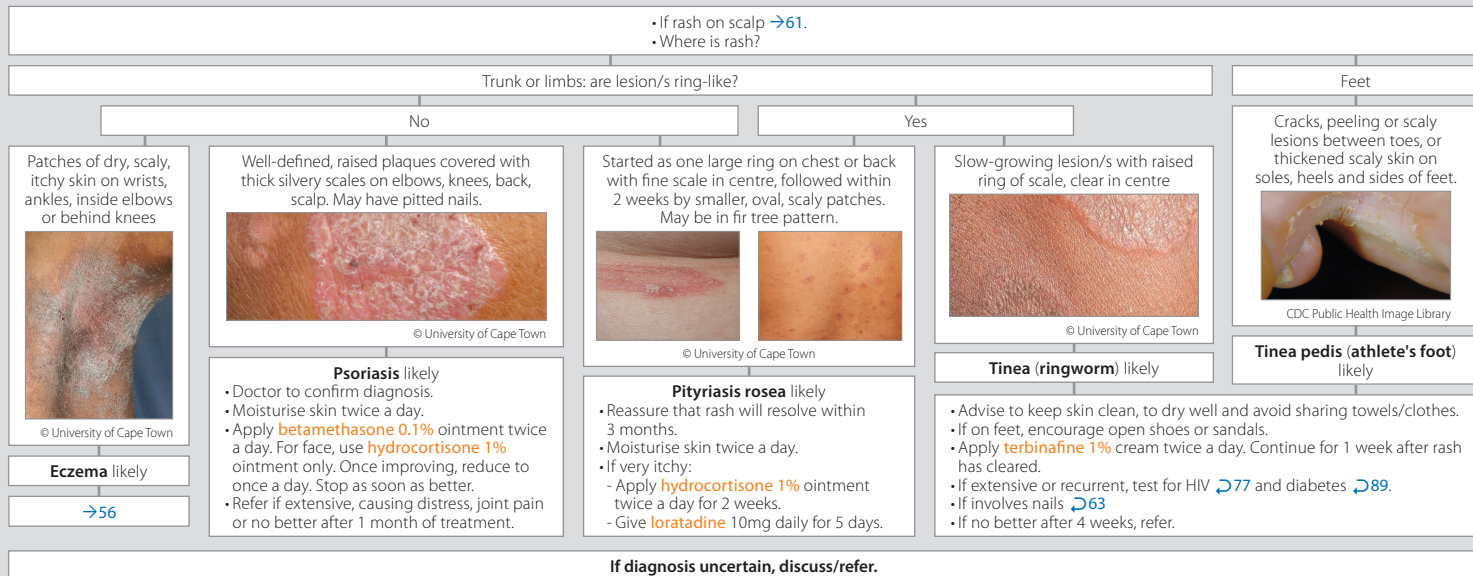 • If rash on scalp →61.
• Where is rash?
Trunk or limbs: are lesion/s ring-like?
Feet
No
Yes
Patches of dry, scaly,
itchy skin on wrists,
ankles, inside elbows
or behind knees
© University of Cape Town
Eczema likely
→56
Well-defined, raised plaques covered with
thick silvery scales on elbows, knees, back,
scalp. May have pitted nails.
© University of Cape Town
Psoriasis likely
• Doctor to confirm diagnosis.
• Moisturise skin twice a day.
• Apply betamethasone 0.1% ointment twice
a day. For face, use hydrocortisone 1%
ointment only. Once improving, reduce to
once a day. Stop as soon as better.
• Refer if extensive, causing distress, joint pain
or no better after 1 month of treatment.
Started as one large ring on chest or back
with fine scale in centre, followed within
2 weeks by smaller, oval, scaly patches.
May be in fir tree pattern.
© University of Cape Town
Pityriasis rosea likely
• Reassure that rash will resolve within
3 months.
• Moisturise skin twice a day.
• If very itchy:
- Apply hydrocortisone 1% ointment
twice a day for 2 weeks.
- Give loratadine 10mg daily for 5 days.
Slow-growing lesion/s with raised
ring of scale, clear in centre
© University of Cape Town
Tinea (ringworm) likely
Cracks, peeling or scaly
lesions between toes, or
thickened scaly skin on
soles, heels and sides of feet.
CDC Public Health Image Library
Tinea pedis (athlete's foot)
likely
• Advise to keep skin clean, to dry well and avoid sharing towels/clothes.
• If on feet, encourage open shoes or sandals.
• Apply terbinafine 1% cream twice a day. Continue for 1 week after rash
has cleared.
• If extensive or recurrent, test for HIV ⮌77 and diabetes ⮌89.
• If involves nails ⮌63
• If no better after 4 weeks, refer.
If diagnosis uncertain, discuss/refer.